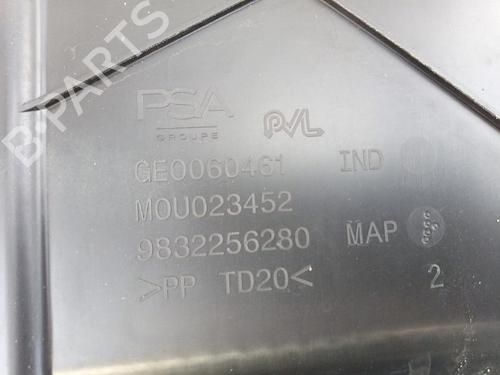 B-PARTS
PSA
GROUPE
PVL
GE0060461 IND
MOU023452
9832256280 MAP
>PP TD20< 2